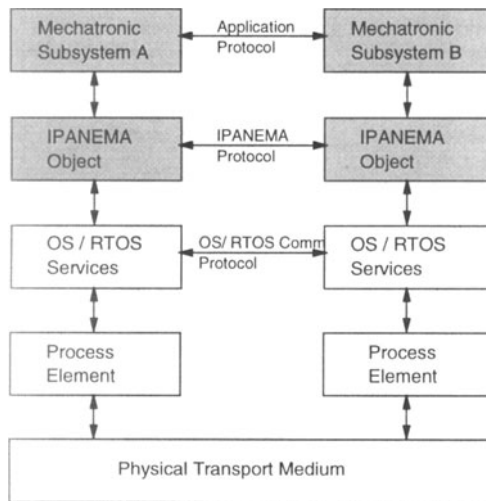 Mechatronic
Subsystem A
Application
Protocol
Mechatronic
Subsystem B
IPANEMA
Object
IPANEMA
Protocol
IPANEMA
Object
OS / RTOS
Services
OS/ RTOS Comm
Protocol
OS / RTOS
Services
Process
Element
Process
Element
Physical Transport Medium